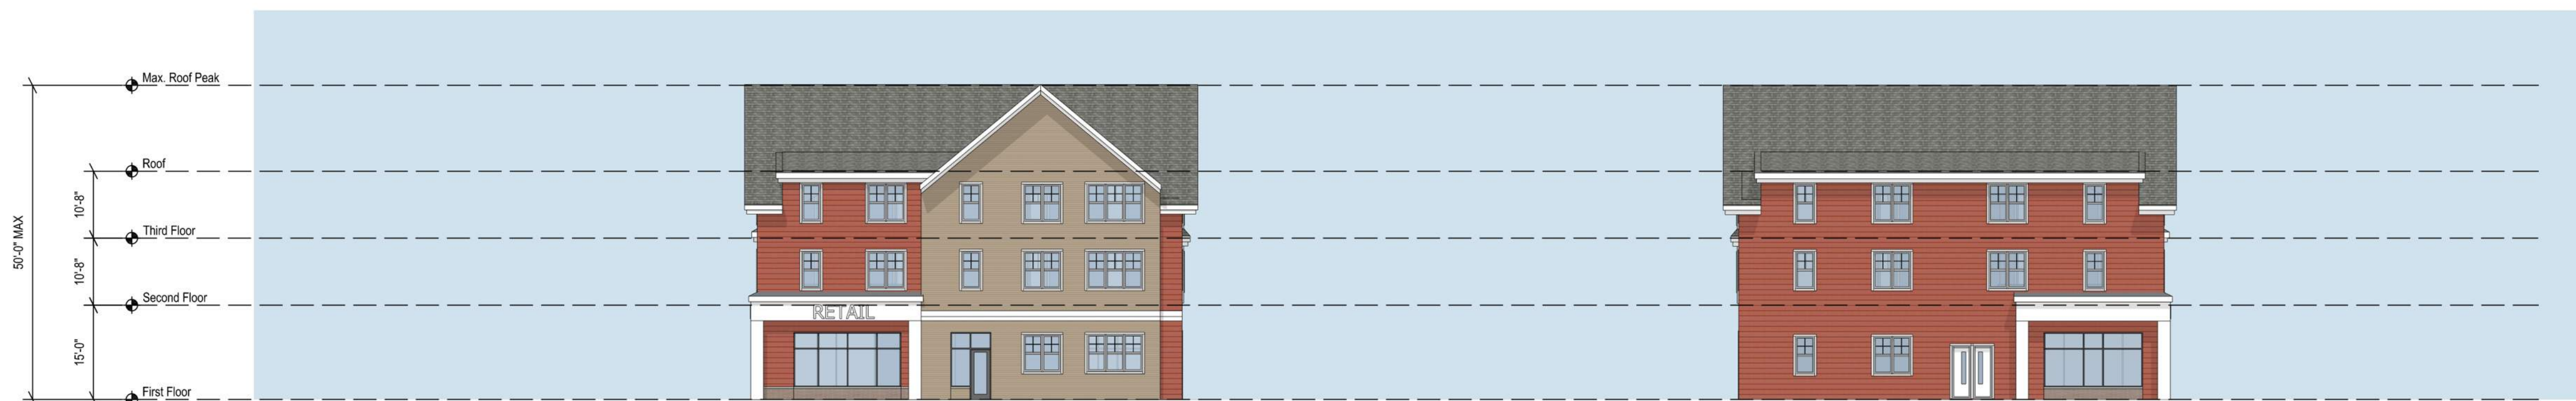 Max. Roof Peak
Roof
10'-8"
Third Floor
50'-0" MAX
10'-8"
Second Floor
RETAIL
15'-0"
First Floor